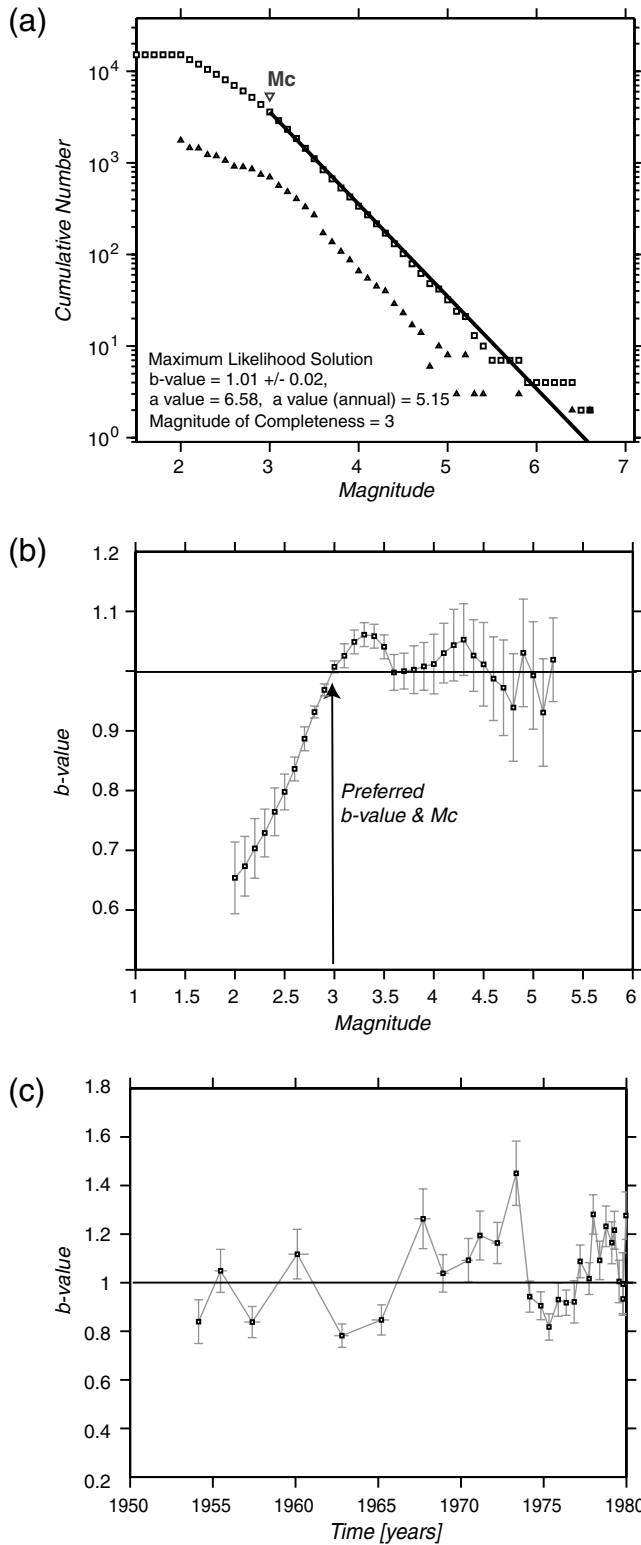 (a)
10^4
10^3
10^2
10^1
10^0
Cumulative Number
Mc
Maximum Likelihood Solution
b-value = 1.01 +/- 0.02,
a value = 6.58, a value (annual) = 5.15
Magnitude of Completeness = 3
2 3 4 5 6 7
Magnitude
(b)
1.2
1.1
0.9
0.8
0.7
0.6
b-value
Preferred
b-value & Mc
1 1.5 2 2.5 3 3.5 4 4.5 5 5.5 6
Magnitude
(c)
1.8
1.6
1.4
1.2
1
0.8
0.6
0.4
0.2
b-value
1950 1955 1960 1965 1970 1975 1980
Time [years]